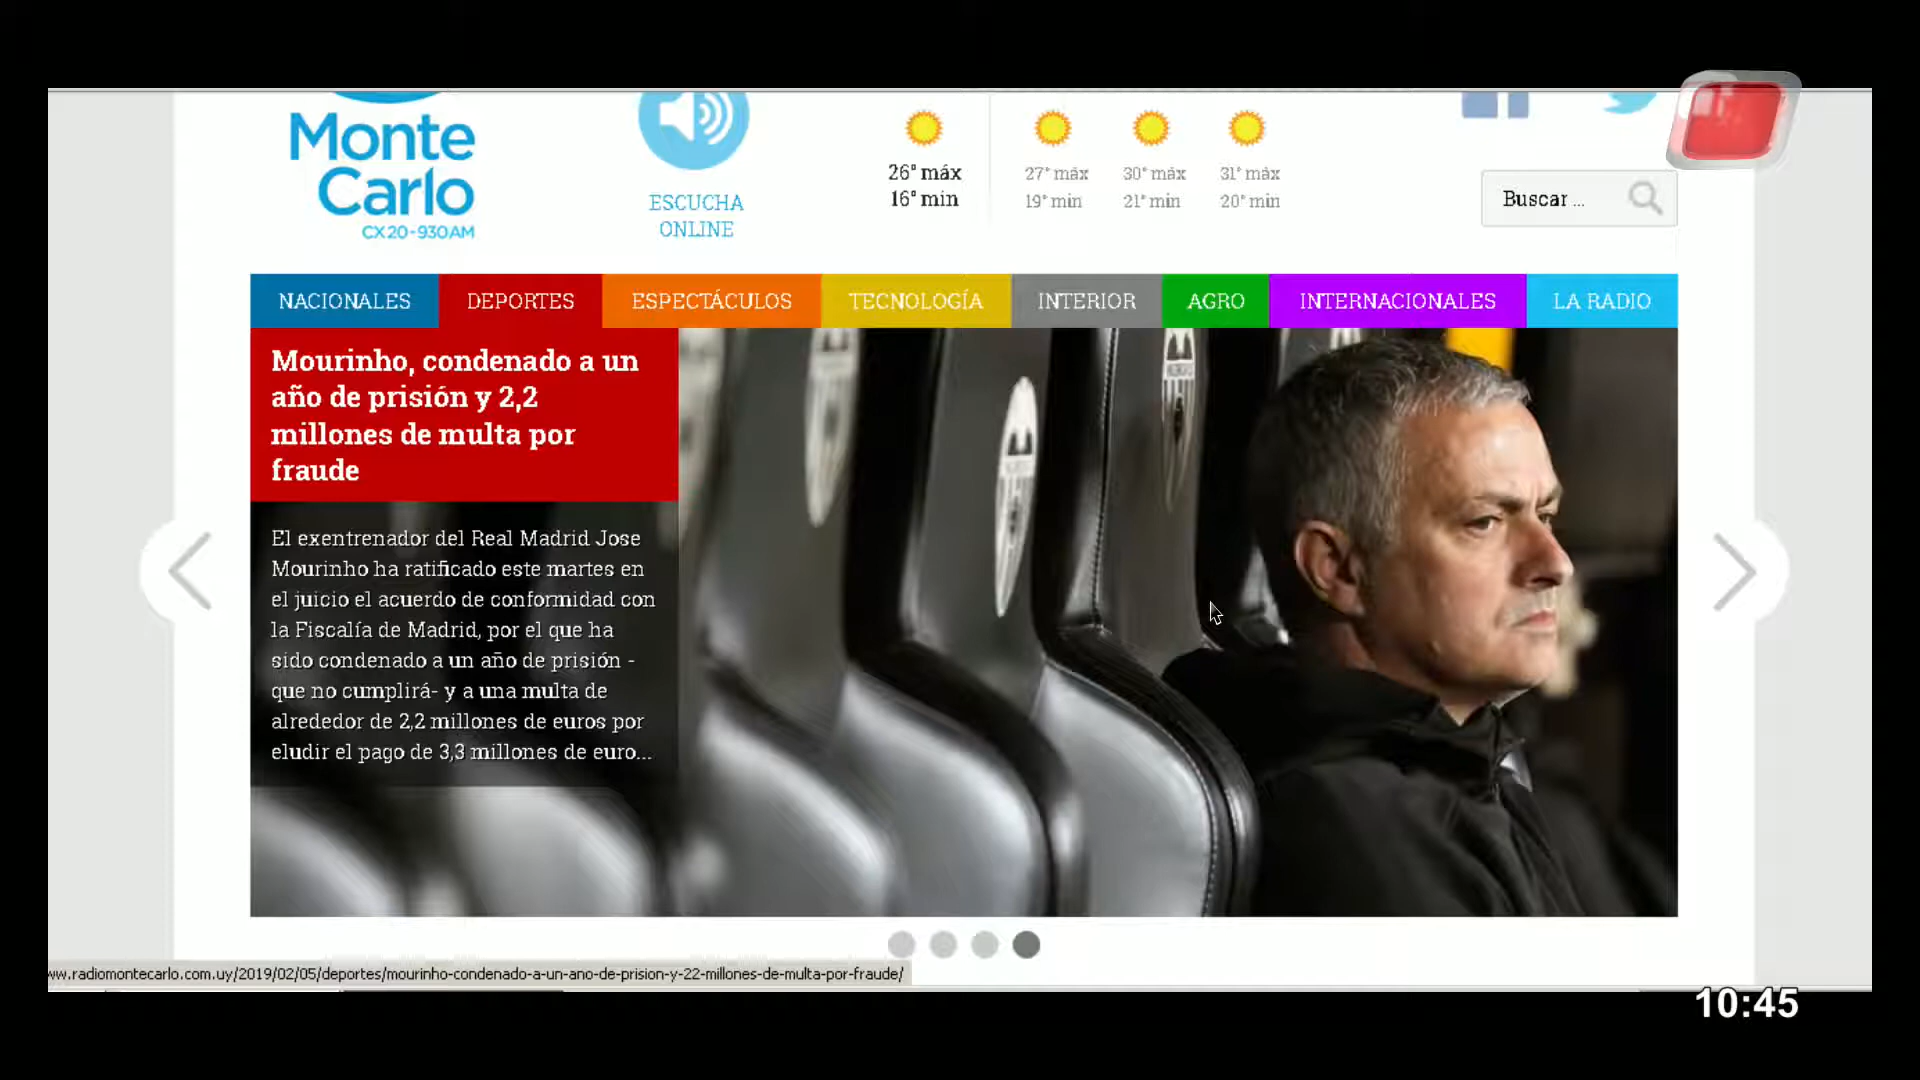 Monte
Carlo
CX20-930AM
ESCUCHA
ONLINE
26° máx
16° min
27° máx
19° min
30° máx
21° min
31° máx
20° min
Buscar ...
NACIONALES
DEPORTES
ESPECTÁCULOS
TECNOLOGÍA
INTERIOR
AGRO
INTERNACIONALES
LA RADIO
Mourinho, condenado a un
año de prisión y 2,2
millones de multa por
fraude
El exentrenador del Real Madrid Jose
Mourinho ha ratificado este martes en
el juicio el acuerdo de conformidad con
la Fiscalía de Madrid, por el que ha
sido condenado a un año de prisión -
que no cumplirá- y a una multa de
alrededor de 2,2 millones de euros por
eludir el pago de 3,3 millones de euro...
ww.radiomontecarlo.com.uy/2019/02/05/deportes/mourinho-condenado-a-un-ano-de-prision-y-22-millones-de-multa-por-fraude/
10:45